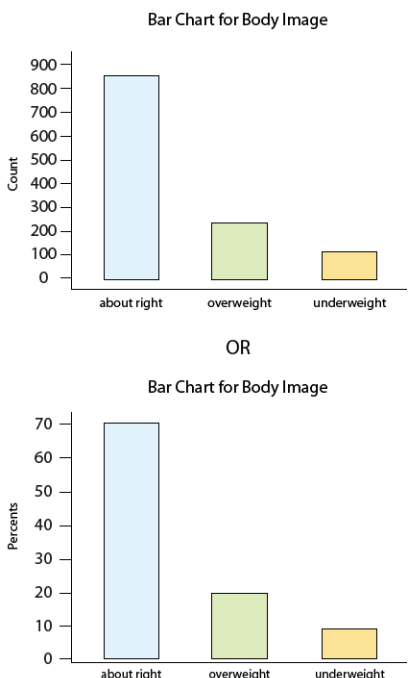 Bar Chart for Body Image
900
800
700
600
500
400
300
200
100
0
Count
about right overweight underweight
OR
Bar Chart for Body Image
70
60
50
40
30
20
10
0
Percents
about right overweight underweight